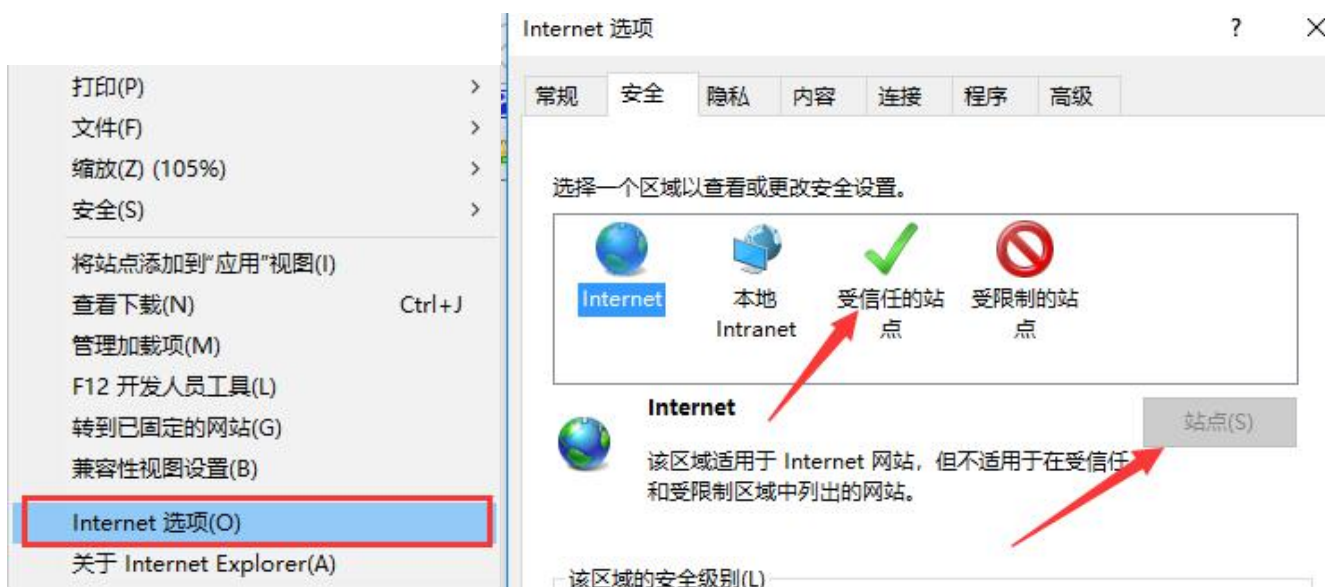 打印(P)
文件(F)
缩放(Z) (105%)
安全(S)
将站点添加到“应用”视图(I)
查看下载(N) Ctrl+J
管理加载项(M)
F12 开发人员工具(L)
转到已固定的网站(G)
兼容性视图设置(B)
Internet 选项(O)
关于 Internet Explorer(A)
Internet 选项
常规 安全 隐私 内容 连接 程序 高级
选择一个区域以查看或更改安全设置。
Internet 本地 受信任的站 受限制的站
Intranet 点 点
Internet
站点(S)
该区域适用于 Internet 网站，但不适用于在受信任
和受限制区域中列出的网站。
该区域的安全级别(L)